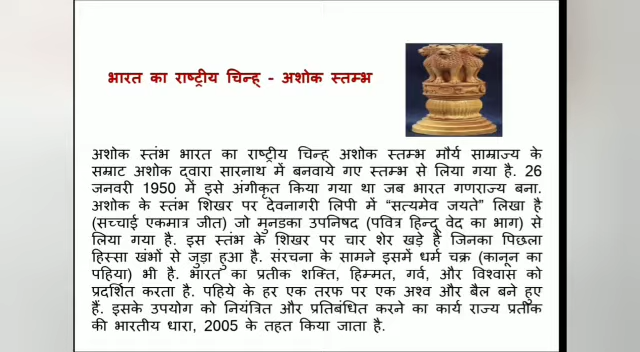 भारत का राष्ट्रीय चिन्ह् - अशोक स्तम्भ
अशोक स्तंभ भारत का राष्ट्रीय चिन्ह अशोक स्तम्भ मौर्य साम्राज्य के
सम्राट अशोक द्वारा सारनाथ में बनवाये गए स्तम्भ से लिया गया है. 26
जनवरी 1950 में इसे अंगीकृत किया गया था जब भारत गणराज्य बना.
अशोक के स्तंभ शिखर पर देवनागरी लिपी में “सत्यमेव जयते” लिखा है
(सच्चाई एकमात्र जीत) जो मुनडका उपनिषद (पवित्र हिन्दू वेद का भाग) से
लिया गया है. इस स्तंभ के शिखर पर चार शेर खड़े हैं जिनका पिछला
हिस्सा खंभों से जुड़ा हुआ है. संरचना के सामने इसमें धर्म चक्र (कानून का
पहिया) भी है. भारत का प्रतीक शक्ति, हिम्मत, गर्व, और विश्वास को
प्रदर्शित करता है. पहिये के हर एक तरफ पर एक अश्व और बैल बने हुए
हैं. इसके उपयोग को नियंत्रित और प्रतिबंधित करने का कार्य राज्य प्रतीक
की भारतीय धारा, 2005 के तहत किया जाता है.